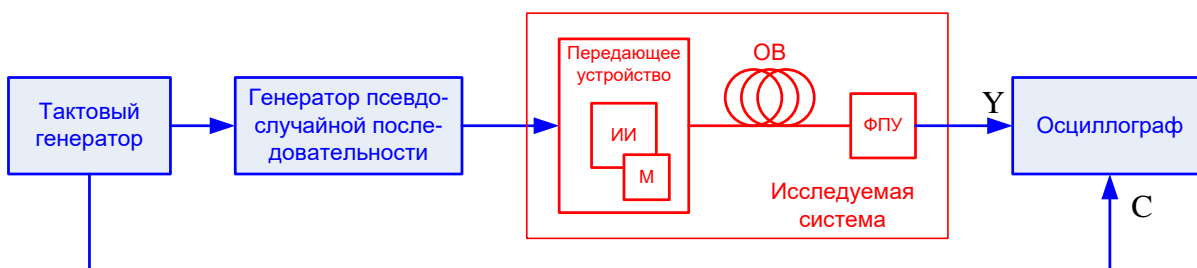 Тактовый
генератор
Генератор псевдо-
случайной после-
довательности
Передающее
устройство
ИИ
М
ОВ
ФПУ
Исследуемая
система
Y
Осциллограф
C